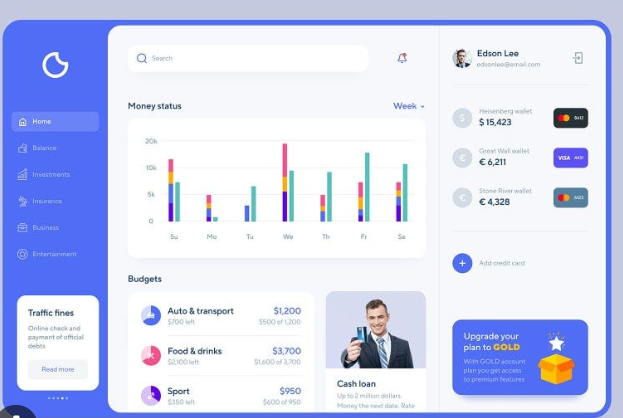 Search
Edson Lee
edsonlee@email.com
Home
Balance
Investments
Insurance
Business
Entertainment
Traffic fines
Online check and
payment of official
debts
Read more
Money status
Week
20k
10k
5k
0
Su
Mo
Tu
We
Th
Fr
Sa
Budgets
Auto & transport
$1,200
$700 left
$500 of 1,200
Food & drinks
$3,700
$2,100 left
$1,600 of 3,700
Sport
$950
$350 left
$600 of 950
Cash loan
Up to 2 million dollars.
Money the next date. Rate
$
Heisenberg wallet
$ 15,423
€
Great Wall wallet
€ 6,211
VISA
€
Stone River wallet
€ 4,328
+
Add credit card
Upgrade your
plan to GOLD
With GOLD account
plan you get access
to premium features